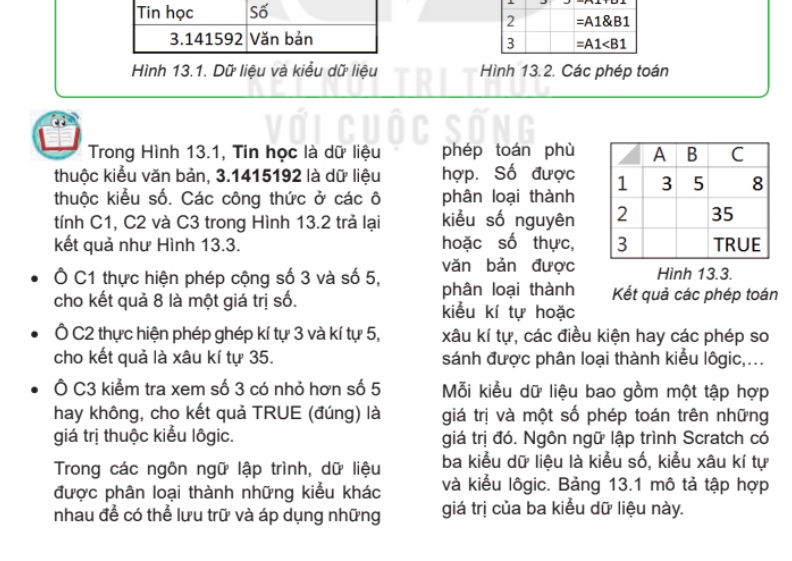 Tin học Số
3.141592 Văn bản
2 =A1&B1
3 =A1<B1
Hình 13.1. Dữ liệu và kiểu dữ liệu
Hình 13.2. Các phép toán
KẾT NỐI TRI THỨC
VỚI CUỘC SỐNG
Trong Hình 13.1, Tin học là dữ liệu
thuộc kiểu văn bản, 3.1415192 là dữ liệu
thuộc kiểu số. Các công thức ở các ô
tính C1, C2 và C3 trong Hình 13.2 trả lại
kết quả như Hình 13.3.
• Ô C1 thực hiện phép cộng số 3 và số 5,
cho kết quả 8 là một giá trị số.
• Ô C2 thực hiện phép ghép kí tự 3 và kí tự 5,
cho kết quả là xâu kí tự 35.
• Ô C3 kiểm tra xem số 3 có nhỏ hơn số 5
hay không, cho kết quả TRUE (đúng) là
giá trị thuộc kiểu lôgic.
Trong các ngôn ngữ lập trình, dữ liệu
được phân loại thành những kiểu khác
nhau để có thể lưu trữ và áp dụng những
phép toán phù
hợp. Số được
phân loại thành
kiểu số nguyên
hoặc số thực,
văn bản được
phân loại thành
kiểu kí tự hoặc
xâu kí tự, các điều kiện hay các phép so
sánh được phân loại thành kiểu lôgic,...
A B C
1 3 5 8
2 35
3 TRUE
Hình 13.3.
Kết quả các phép toán
Mỗi kiểu dữ liệu bao gồm một tập hợp
giá trị và một số phép toán trên những
giá trị đó. Ngôn ngữ lập trình Scratch có
ba kiểu dữ liệu là kiểu số, kiểu xâu kí tự
và kiểu lôgic. Bảng 13.1 mô tả tập hợp
giá trị của ba kiểu dữ liệu này.